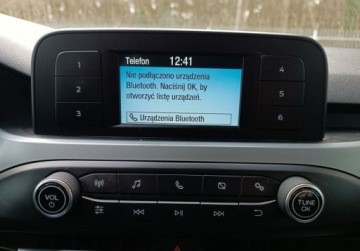 Telefon 12:41
Nie podłączono urządzenia
Bluetooth. Naciśnij OK, by
otworzyć listę urządzeń.
Urządzenia Bluetooth
1
2
3
4
5
6
VOL
TUNE
OK